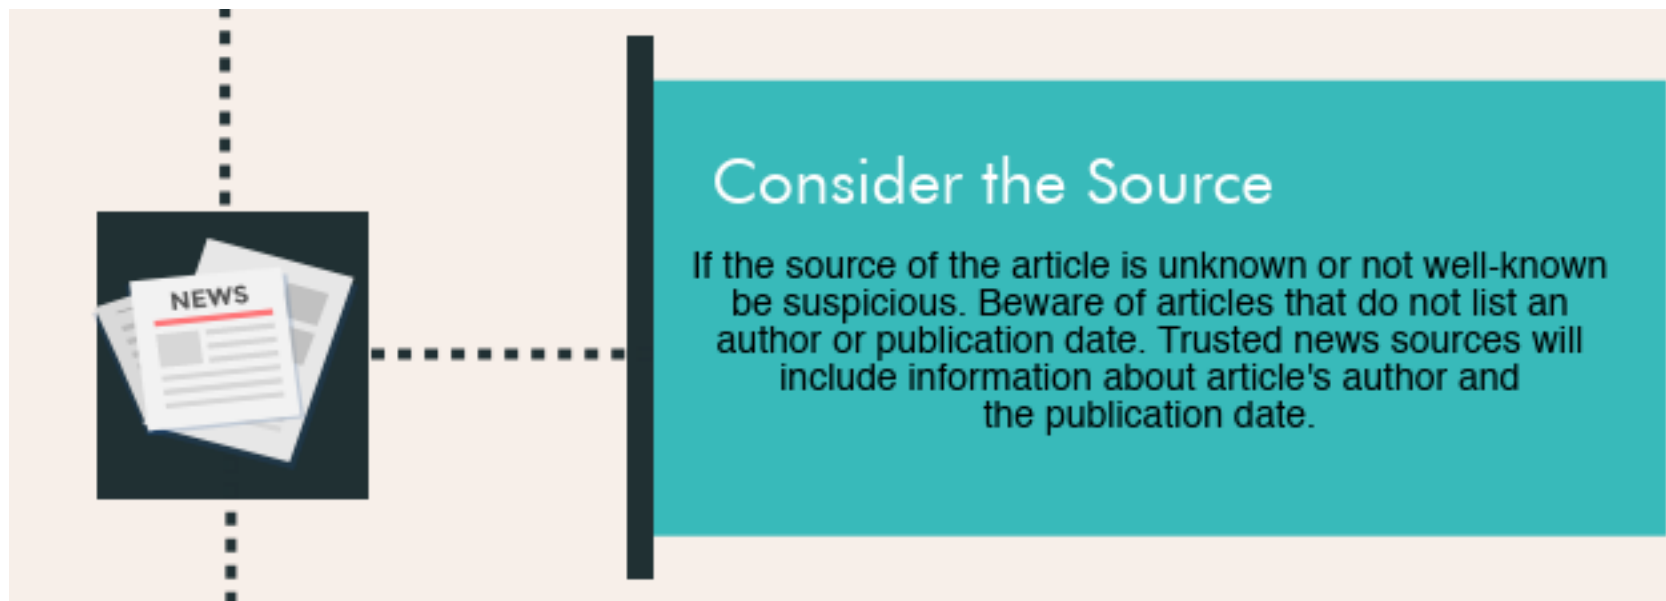 NEWS
Consider the Source
If the source of the article is unknown or not well-known
be suspicious. Beware of articles that do not list an
author or publication date. Trusted news sources will
include information about article's author and
the publication date.